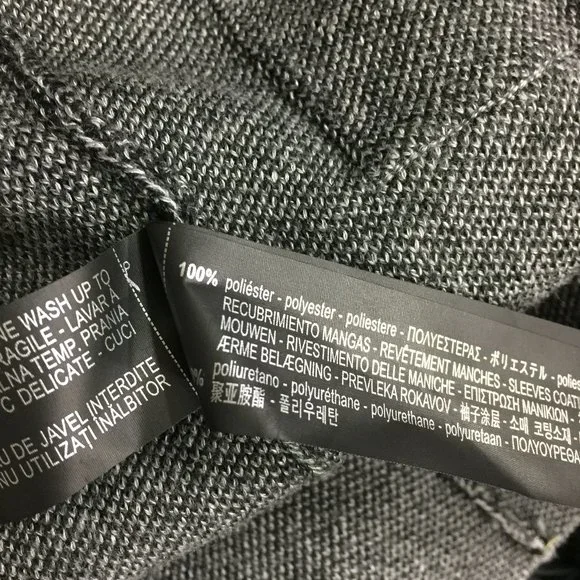 NE WASH UP TO
RAGILE - LAVAR À
LNA TEMP. PRANIA
C DELICATE - CUCI
U DE JAVEL INTERDITE
NU UTILIZAȚI ÎNĂLBITOR
100% poliéster - polyester - poliestere - ΠΟΛΥΕΣΤΕΡΑΣ - ポリエステル -
RECUBRIMIENTO MANGAS - REVÊTEMENT MANCHES - SLEEVES COAT
MOUWEN - RIVESTIMENTO DELLE MANICHE - ΕΠΙΣΤΡΩΣΗ ΜΑΝΙΚΙΩΝ -
ÆRME BELÆGNING - PREVLEKA ROKAVOV - 袖子涂层 - 소매 코팅소재
% poliuretano - polyuréthane - polyurethane - polyuretaan - ΠΟΛΥΟΥΡΕΘΑ
聚亚胺酯 - 폴리우레탄